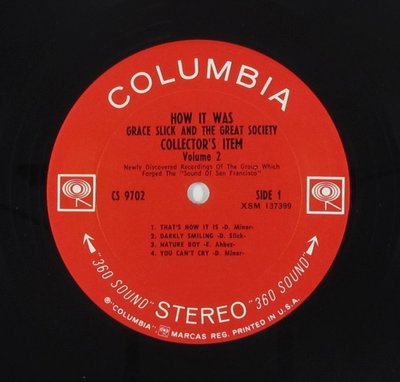 COLUMBIA
HOW IT WAS
GRACE SLICK AND THE GREAT SOCIETY
COLLECTOR'S ITEM
Volume 2
Newly Discovered Recordings Of The Group Which
Forged The "Sound Of San Francisco"
CS 9702
SIDE 1
XSM 137399
1. THAT'S HOW IT IS -D. Miner-
2. DARKLY SMILING -D. Slick-
3. NATURE BOY -E. Ahbez-
4. YOU CAN'T CRY -D. Miner-
"360 SOUND" STEREO "360 SOUND"
® "COLUMBIA", MARCAS REG. PRINTED IN U.S.A.